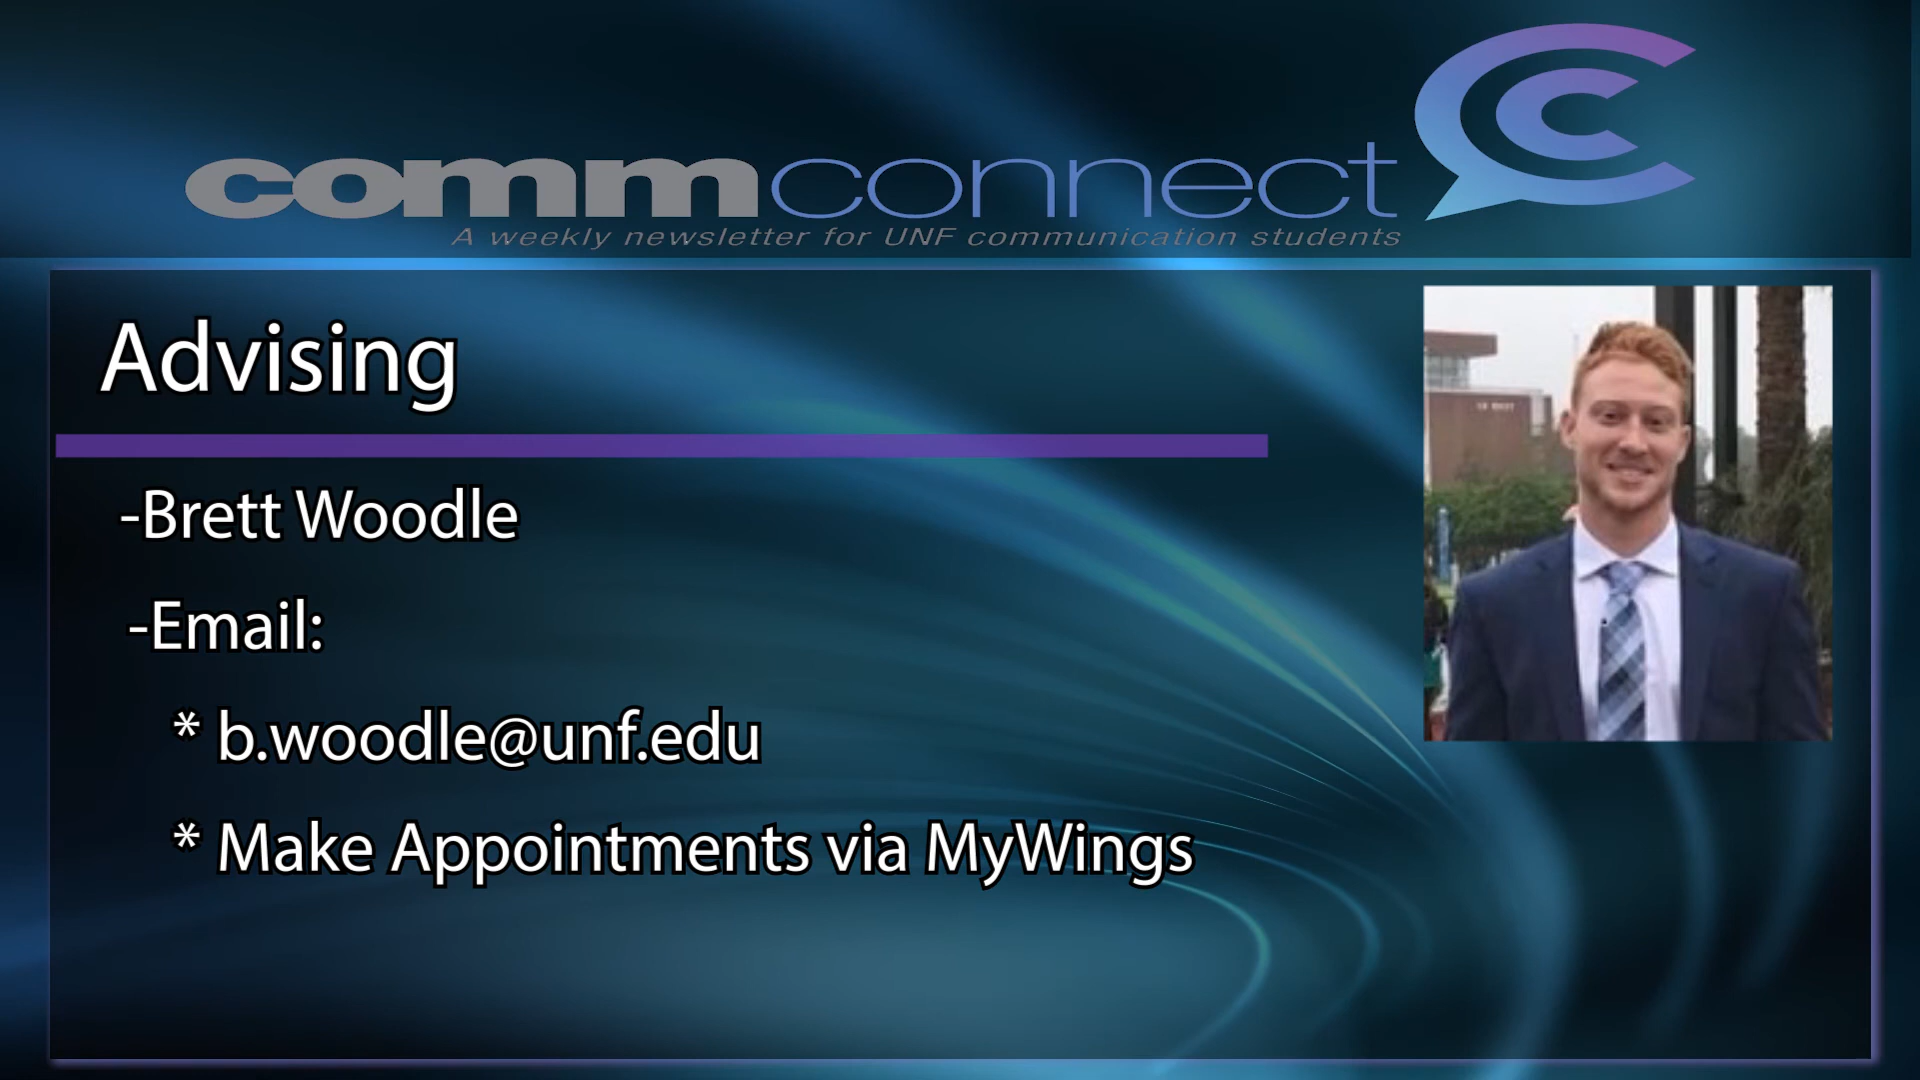 commconnect
A weekly newsletter for UNF communication students
Advising
-Brett Woodle
-Email:
* b.woodle@unf.edu
* Make Appointments via MyWings